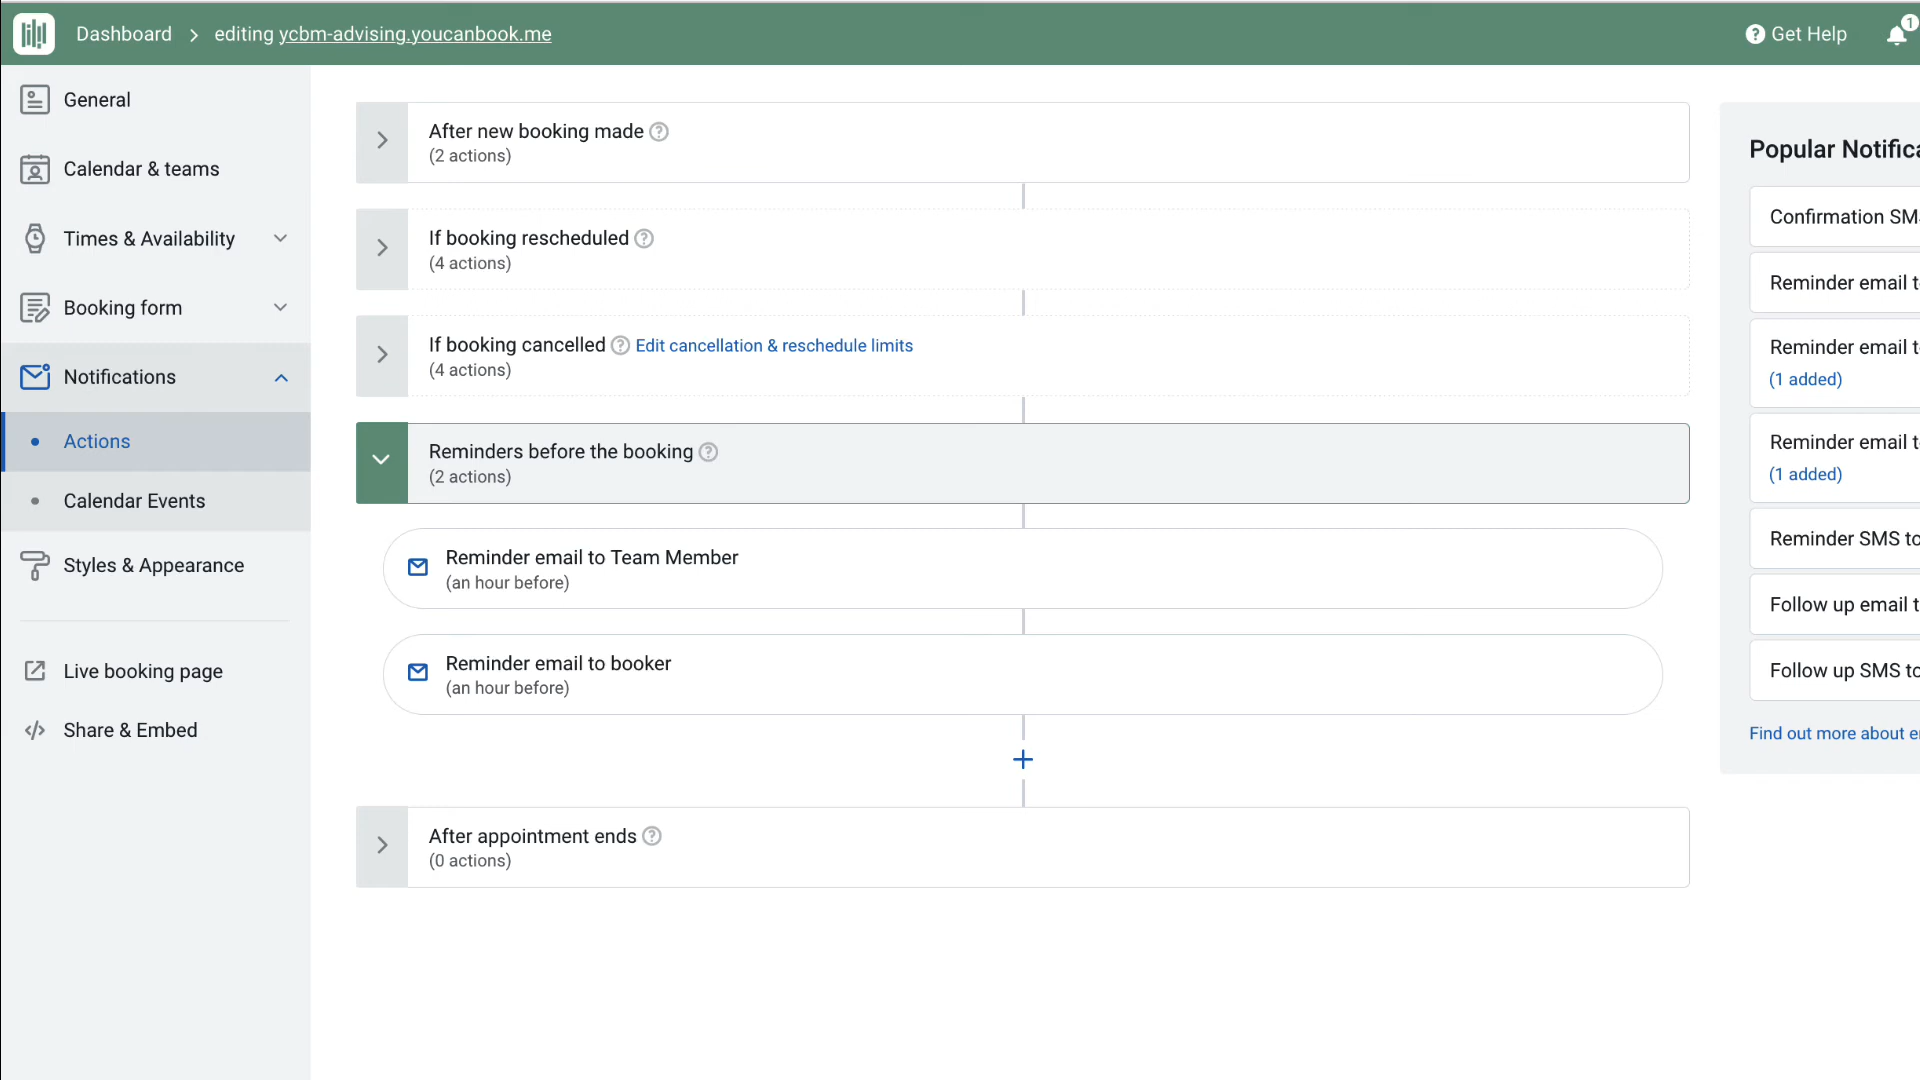 Dashboard > editing ycbm-advising.youcanbook.me
Get Help
1
General
Calendar & teams
Times & Availability
Booking form
Notifications
Actions
Calendar Events
Styles & Appearance
Live booking page
Share & Embed
After new booking made
(2 actions)
If booking rescheduled
(4 actions)
If booking cancelled Edit cancellation & reschedule limits
(4 actions)
Reminders before the booking
(2 actions)
Reminder email to Team Member
(an hour before)
Reminder email to booker
(an hour before)
After appointment ends
(0 actions)
Popular Notifica
Confirmation SM
Reminder email t
Reminder email t
(1 added)
Reminder email t
(1 added)
Reminder SMS to
Follow up email t
Follow up SMS to
Find out more about e